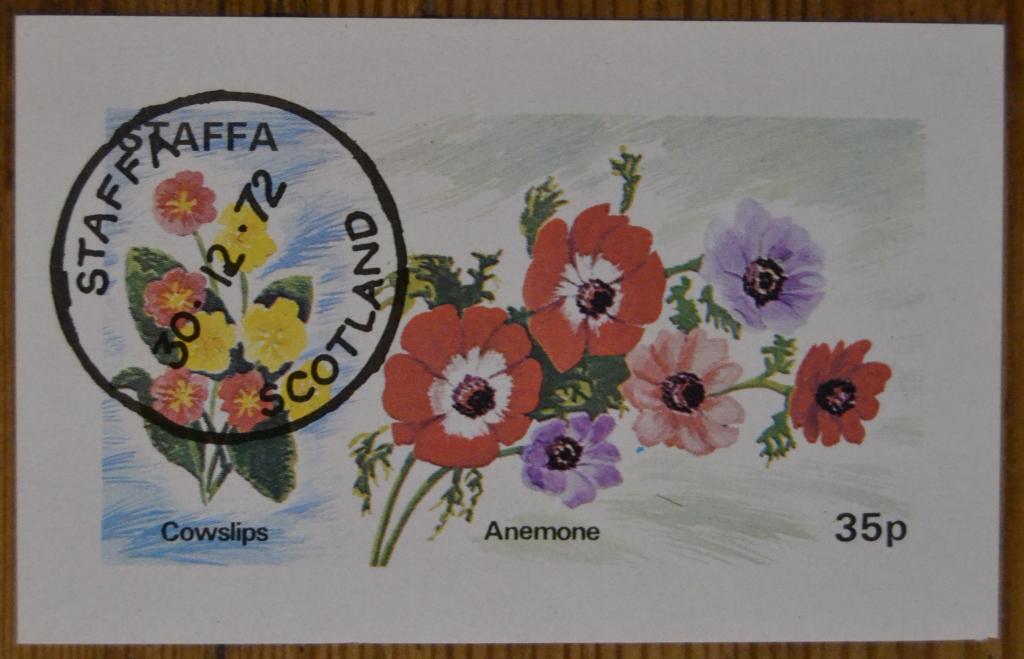 STAFFA
STAFFA
30.12.72
SCOTLAND
Cowslips
Anemone
35p